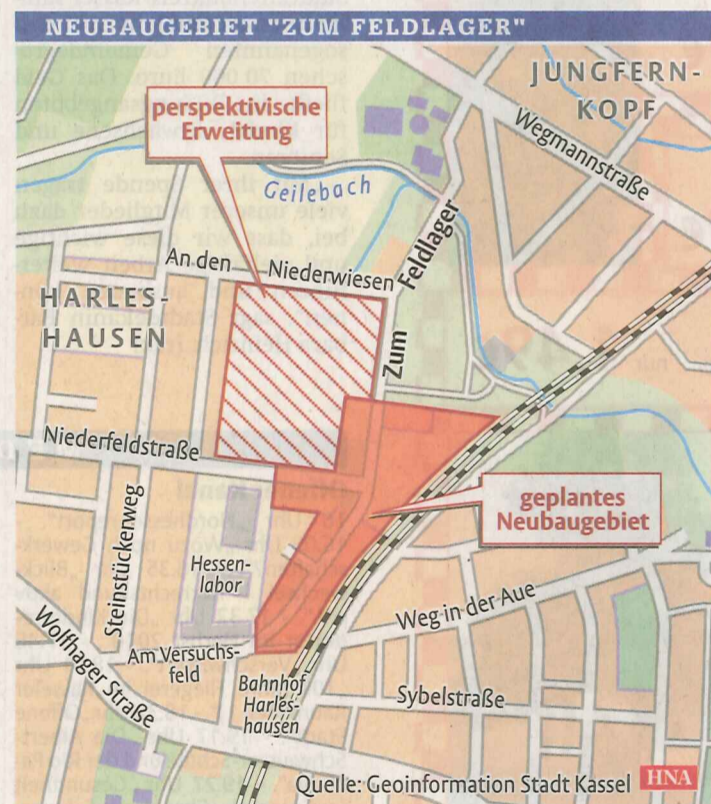 NEUBAUGEBIET "ZUM FELDLAGER"
JUNGFERN-
KOPF
perspektivische
Erweitung
Wegmannstraße
Geilebach
Feldlager
An den
Niederwiesen
HARLES-
HAUSEN
Zum
Niederfeldstraße
geplantes
Neubaugebiet
Steinstückerweg
Hessen-
labor
Weg in der Aue
Wolfhager Straße
Am Versuchs-
feld
Bahnhof
Harles-
hausen
Sybelstraße
Quelle: Geoinformation Stadt Kassel HNA